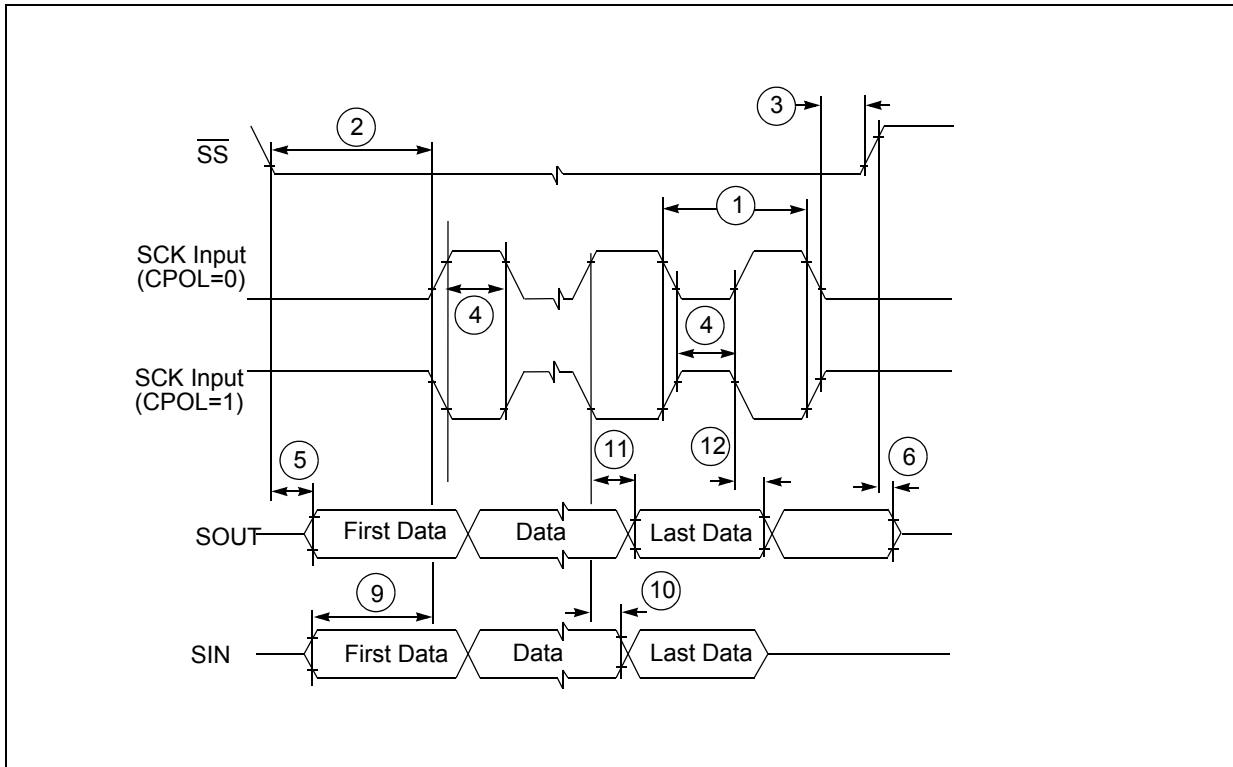 3
2
SS
1
SCK Input
(CPOL=0)
4
4
SCK Input
(CPOL=1)
11
12
5
6
SOUT
First Data
Data
Last Data
9
10
SIN
First Data
Data
Last Data